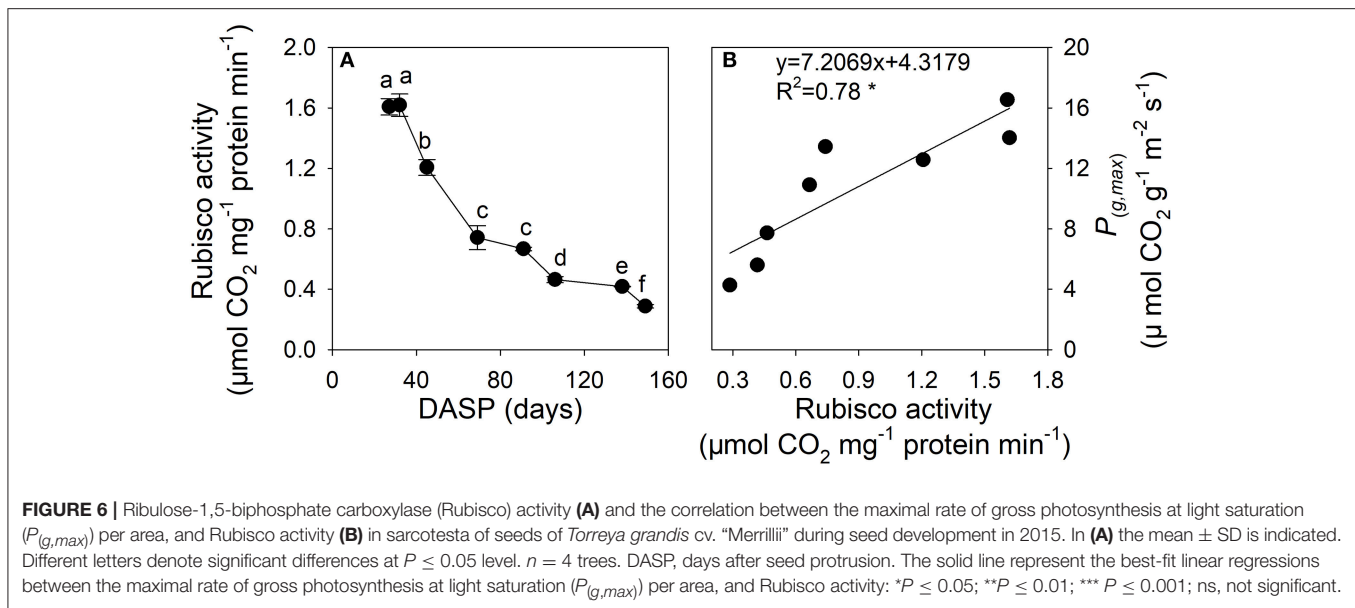 A
Rubisco activity
(μmol CO2 mg-1 protein min-1)
2.0
1.6
1.2
0.8
0.4
0.0
a
a
b
c
c
d
e
f
0
40
80
120
160
DASP (days)
B
y=7.2069x+4.3179
R2=0.78 *
20
16
12
8
4
0
P(g,max)
(μ mol CO2 g-1 m-2 s-1)
0.3
0.6
0.9
1.2
1.5
1.8
Rubisco activity
(μmol CO2 mg-1 protein min-1)
FIGURE 6 | Ribulose-1,5-biphosphate carboxylase (Rubisco) activity (A) and the correlation between the maximal rate of gross photosynthesis at light saturation
(P(g,max)) per area, and Rubisco activity (B) in sarcotesta of seeds of Torreya grandis cv. “Merrillii” during seed development in 2015. In (A) the mean ± SD is indicated.
Different letters denote significant differences at P ≤ 0.05 level. n = 4 trees. DASP, days after seed protrusion. The solid line represent the best-fit linear regressions
between the maximal rate of gross photosynthesis at light saturation (P(g,max)) per area, and Rubisco activity: *P ≤ 0.05; **P ≤ 0.01; *** P ≤ 0.001; ns, not significant.